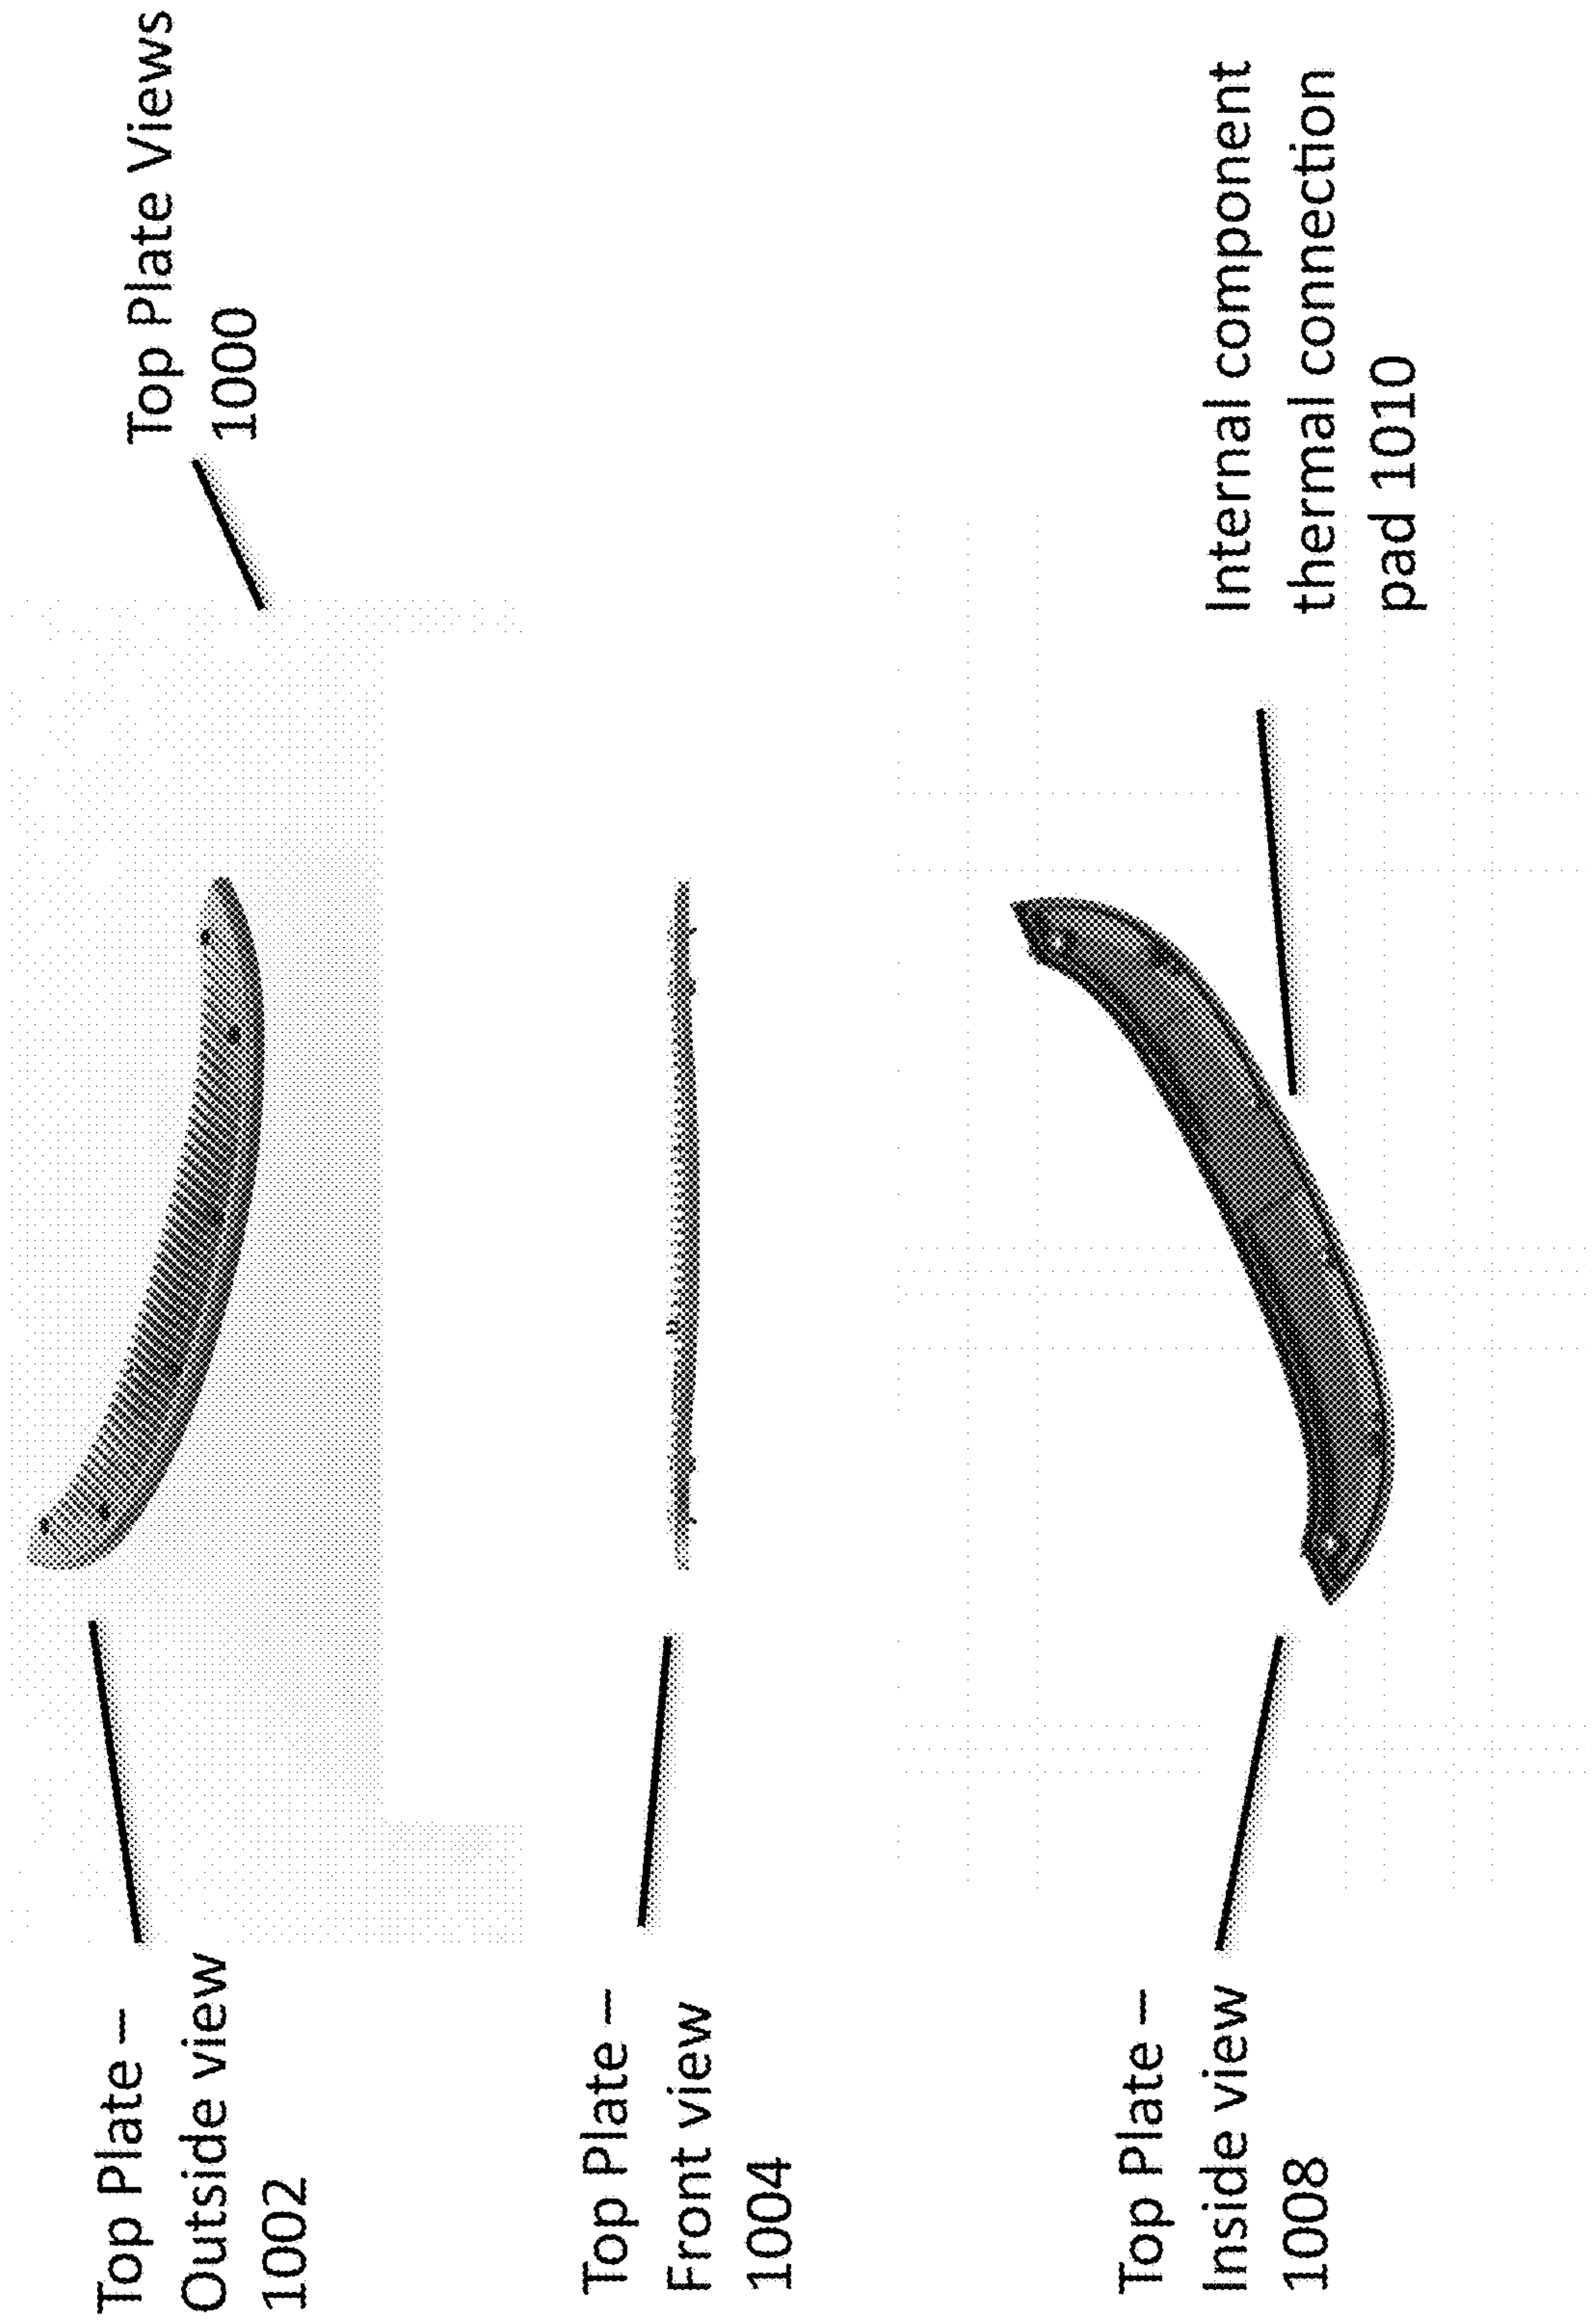 Top Plate Views
1000
Top Plate –
Outside view
1002
Top Plate –
Front view
1004
Top Plate –
Inside view
1008
Internal component
thermal connection
pad 1010